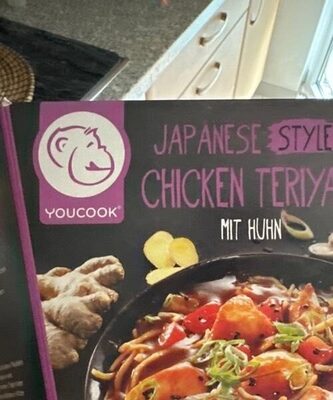 JAPANESE STYLE
CHICKEN TERIYA
MIT HUHN
YOUCOOK®